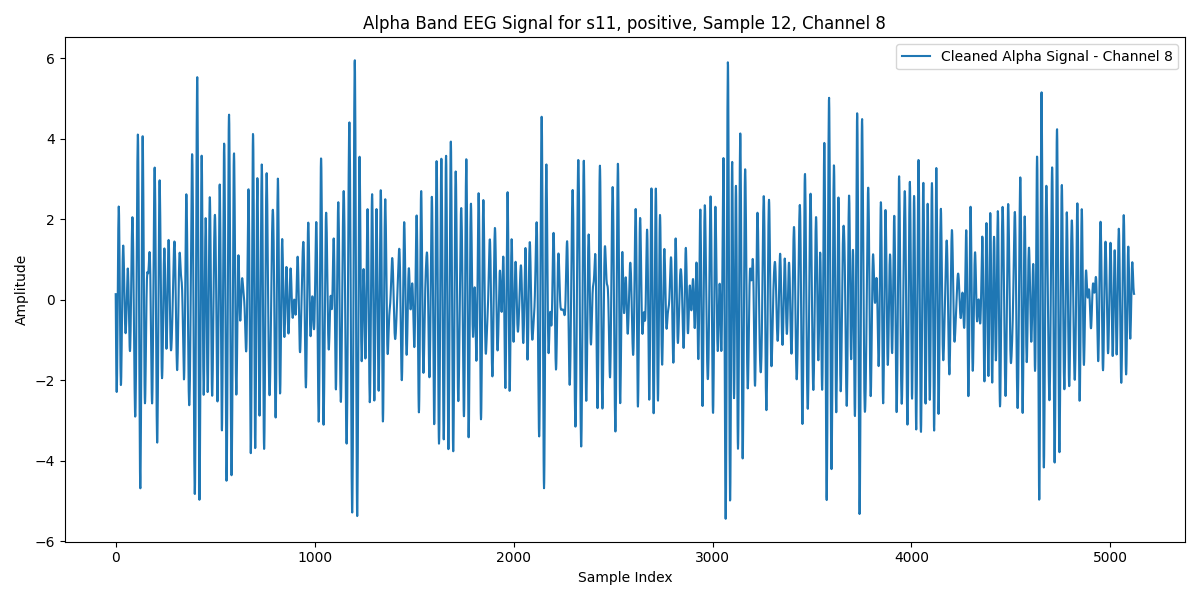 Alpha Band EEG Signal for s11, positive, Sample 12, Channel 8
Cleaned Alpha Signal - Channel 8
6
4
2
0
−2
−4
−6
Amplitude
0 1000 2000 3000 4000 5000
Sample Index